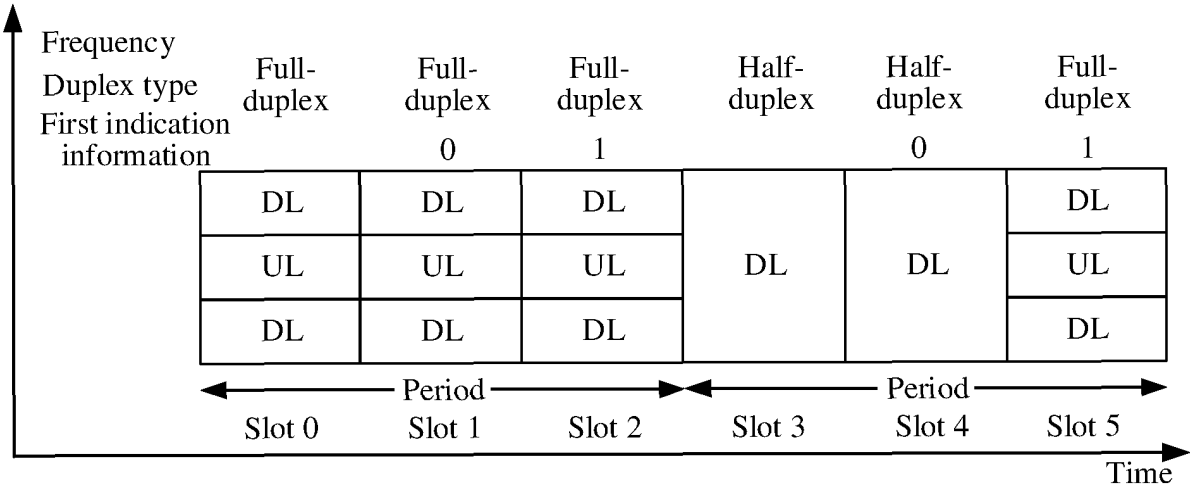 Frequency
Duplex type
First indication
information
Full-
duplex
Full-
duplex
Full-
duplex
Half-
duplex
Half-
duplex
Full-
duplex
0 1 0 1
DL DL DL DL
UL UL UL DL DL UL
DL DL DL DL
Period Period
Slot 0 Slot 1 Slot 2 Slot 3 Slot 4 Slot 5
Time